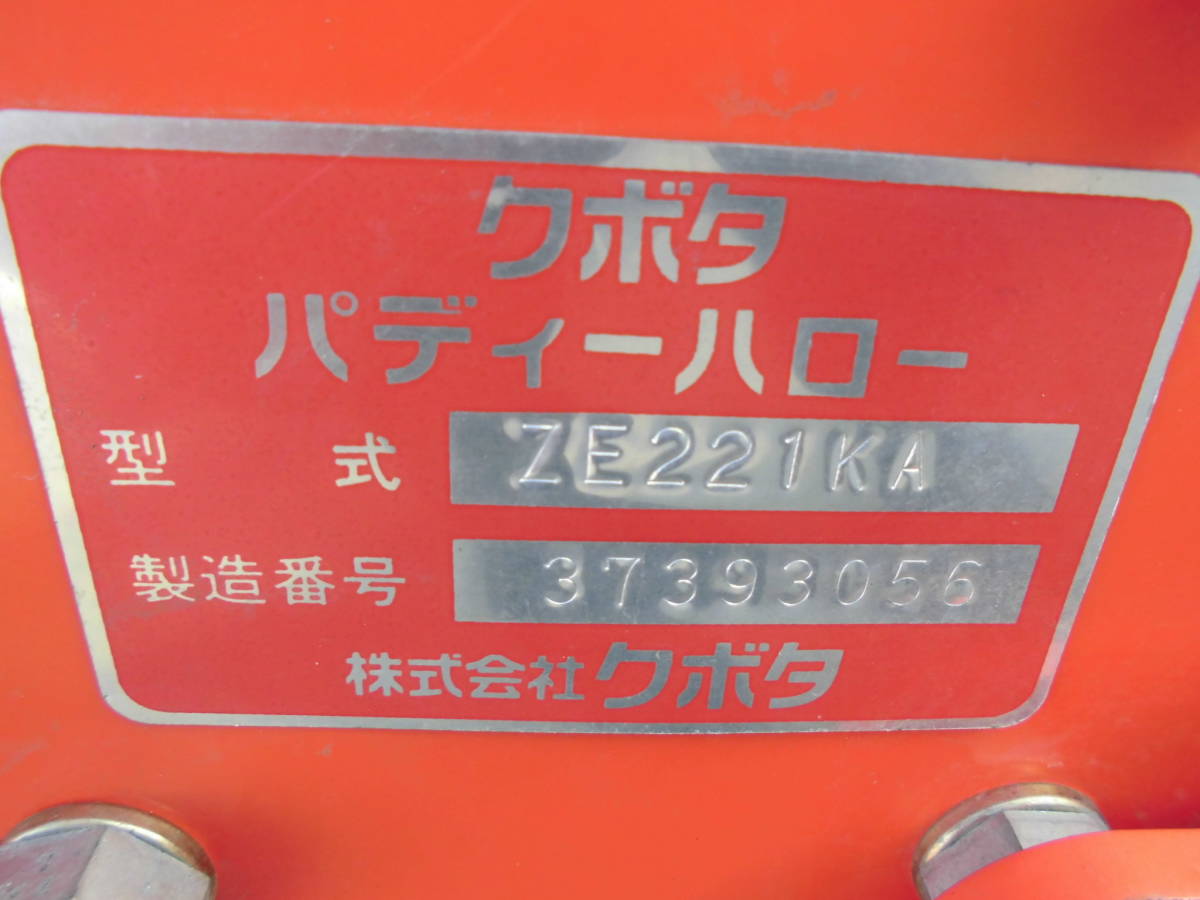 クボタ
パディーハロー
型式 ZE221KA
製造番号 37393056
株式会社クボタ